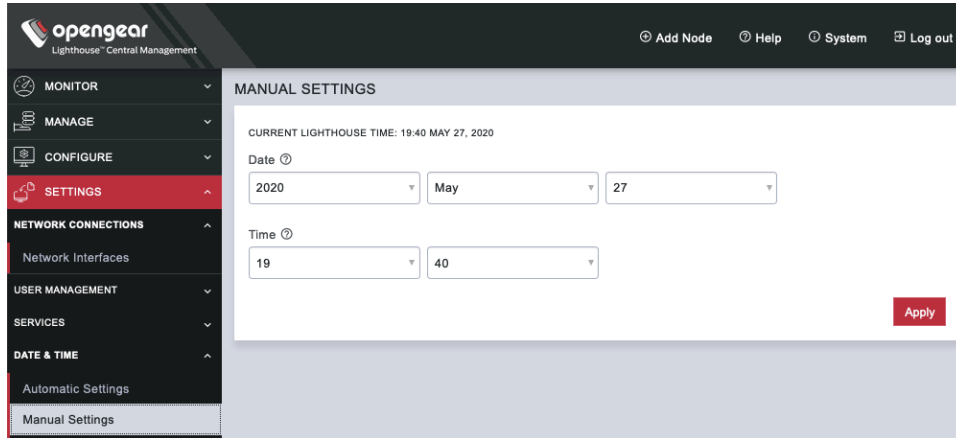 opengear
Lighthouse™ Central Management
Add Node Help System Log out
MONITOR
MANAGE
CONFIGURE
SETTINGS
NETWORK CONNECTIONS
Network Interfaces
USER MANAGEMENT
SERVICES
DATE & TIME
Automatic Settings
Manual Settings
MANUAL SETTINGS
CURRENT LIGHTHOUSE TIME: 19:40 MAY 27, 2020
Date
2020 May 27
Time
19 40
Apply